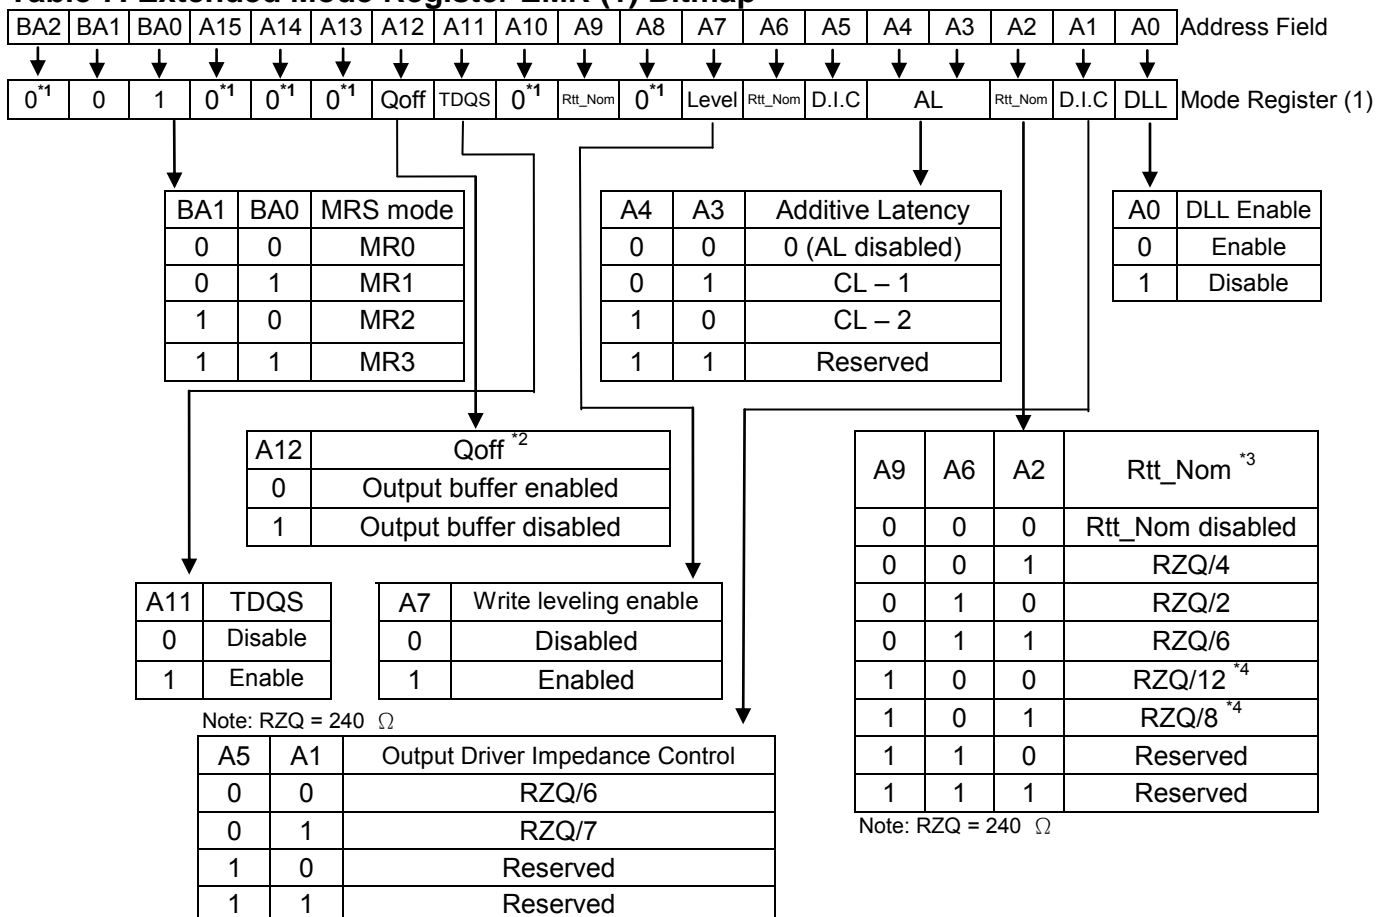 Table 7. Extended Mode Register EMR (1) Bitmap
BA2 BA1 BA0 A15 A14 A13 A12 A11 A10 A9 A8 A7 A6 A5 A4 A3 A2 A1 A0 Address Field
0*1 0 1 0*1 0*1 0*1 Qoff TDQS 0*1 Rtt_Nom 0*1 Level Rtt_Nom D.I.C AL Rtt_Nom D.I.C DLL Mode Register (1)
BA1 BA0 MRS mode
0 0 MR0
0 1 MR1
1 0 MR2
1 1 MR3
A4 A3 Additive Latency
0 0 0 (AL disabled)
0 1 CL – 1
1 0 CL – 2
1 1 Reserved
A0 DLL Enable
0 Enable
1 Disable
A12 Qoff *2
0 Output buffer enabled
1 Output buffer disabled
A9 A6 A2 Rtt_Nom *3
0 0 0 Rtt_Nom disabled
0 0 1 RZQ/4
0 1 0 RZQ/2
0 1 1 RZQ/6
1 0 0 RZQ/12 *4
1 0 1 RZQ/8 *4
1 1 0 Reserved
1 1 1 Reserved
Note: RZQ = 240 Ω
A11 TDQS
0 Disable
1 Enable
A7 Write leveling enable
0 Disabled
1 Enabled
Note: RZQ = 240 Ω
A5 A1 Output Driver Impedance Control
0 0 RZQ/6
0 1 RZQ/7
1 0 Reserved
1 1 Reserved